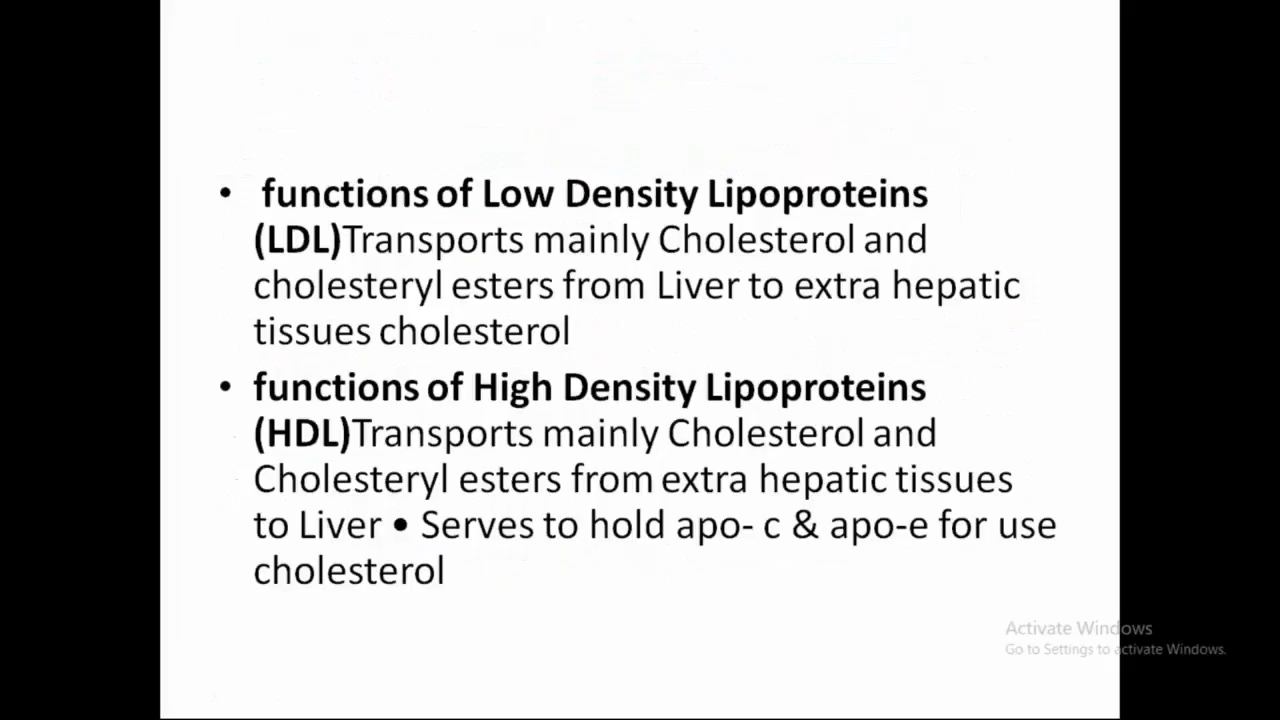 • functions of Low Density Lipoproteins
(LDL)Transports mainly Cholesterol and
cholesteryl esters from Liver to extra hepatic
tissues cholesterol
• functions of High Density Lipoproteins
(HDL)Transports mainly Cholesterol and
Cholesteryl esters from extra hepatic tissues
to Liver • Serves to hold apo- c & apo-e for use
cholesterol
Activate Windows
Go to Settings to activate Windows.